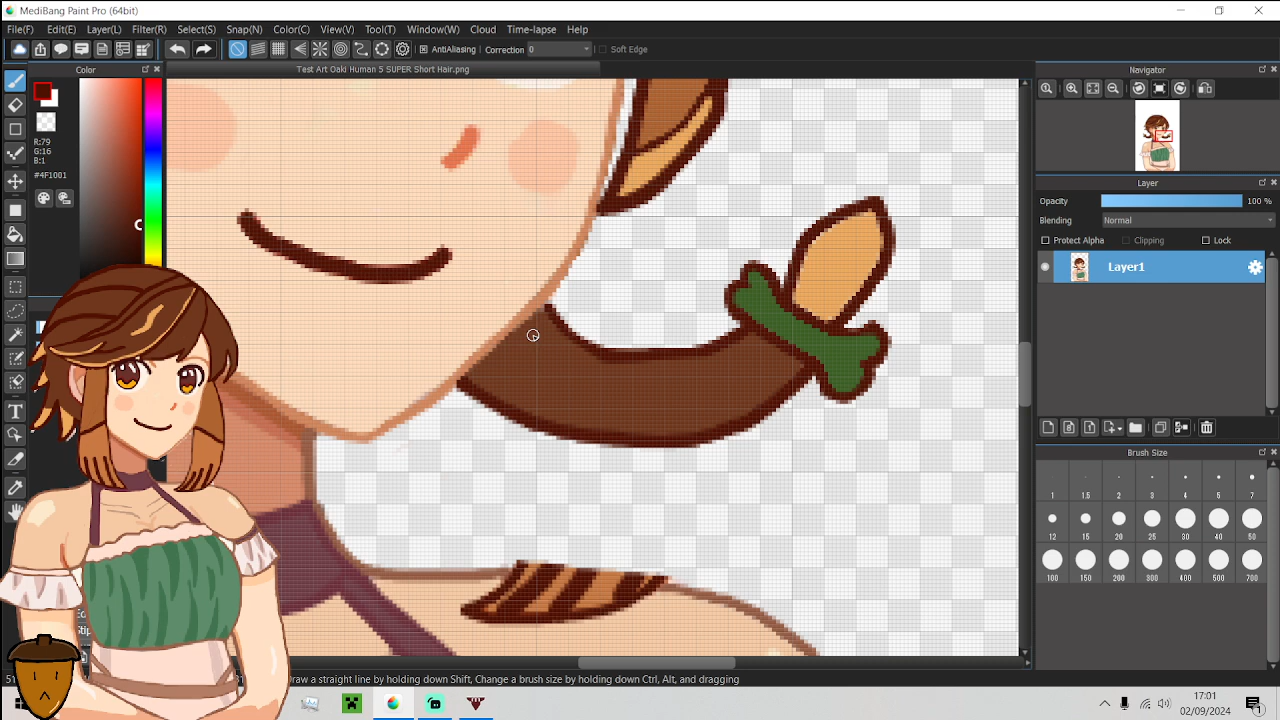 MediBang Paint Pro (64bit)
File(F) Edit(E) Layer(L) Filter(R) Select(S) Snap(N) Color(C) View(V) Tool(T) Window(W) Cloud Time-lapse Help
AntiAliasing Correction 0 Soft Edge
Color
Test Art Oaki Human 5 SUPER Short Hair.png
Navigator
R:79
G:16
B:1
#4F1001
Layer
Opacity 100 %
Blending Normal
Protect Alpha Clipping Lock
Layer1
Brush Size
1 1.5 2 3 4 5 7
12 15 20 25 30 40 50
100 150 200 300 400 500 700
T
Draw a straight line by holding down Shift, Change a brush size by holding down Ctrl, Alt, and dragging
17:01
02/09/2024